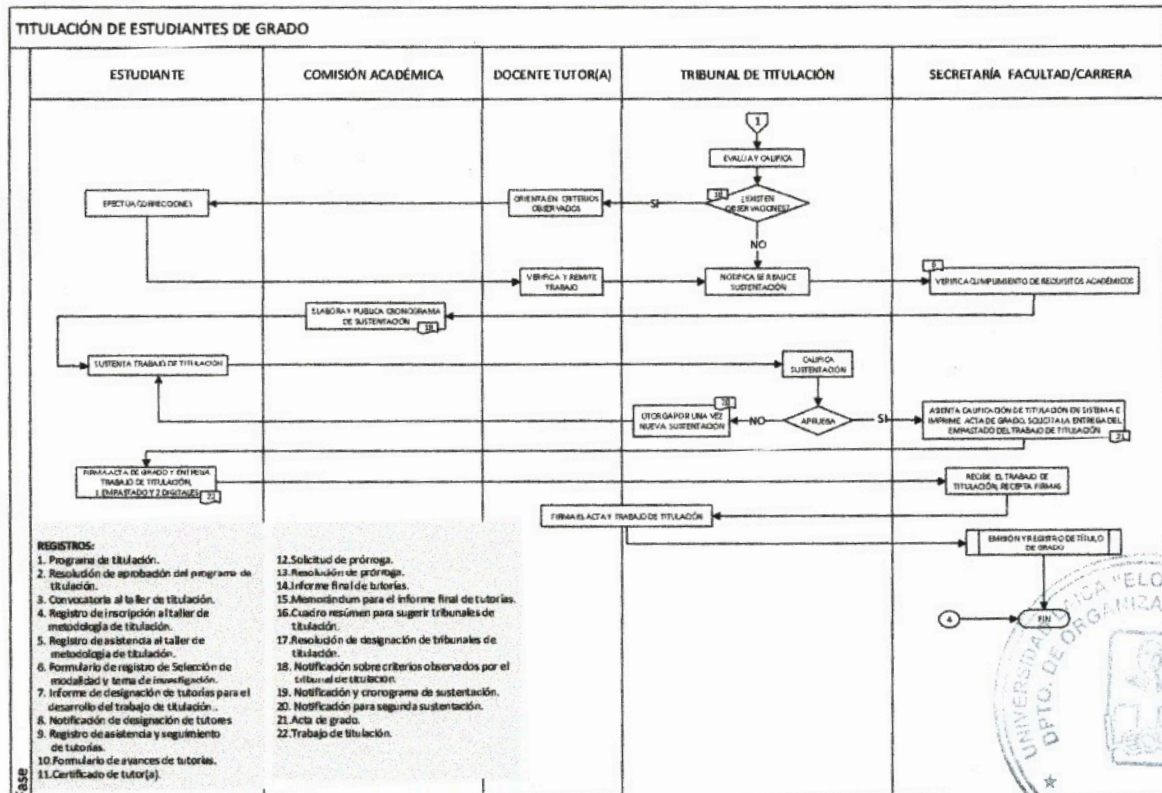 TITULACIÓN DE ESTUDIANTES DE GRADO
ESTUDIANTE
COMISIÓN ACADÉMICA
DOCENTE TUTOR(A)
TRIBUNAL DE TITULACIÓN
SECRETARÍA FACULTAD/CARRERA
1
EVALÚA Y CALIFICA
18
¿EXISTEN
OBSERVACIONES?
SI
ORIENTA EN CRITERIOS
OBSERVADOS
EFECTUA CORRECCIONES
NO
VERIFICA Y REMITE
TRABAJO
NOTIFICA SE REALICE
SUSTENTACIÓN
VERIFICA CUMPLIMIENTO DE REQUISITOS ACADÉMICOS
ELABORA Y PUBLICA CRONOGRAMA
DE SUSTENTACIÓN
19
SUSTENTA TRABAJO DE TITULACIÓN
CALIFICA
SUSTENTACIÓN
20
OTORGA POR UNA VEZ
NUEVA SUSTENTACIÓN
NO
APRUEBA
SI
ASIENTA CALIFICACIÓN DE TITULACIÓN EN SISTEMA E
IMPRIME ACTA DE GRADO, SOLICITA LA ENTREGA DEL
EMPASTADO DEL TRABAJO DE TITULACIÓN
21
FIRMA ACTA DE GRADO Y ENTREGA
TRABAJO DE TITULACIÓN,
1 EMPASTADO Y 2 DIGITALES
22
RECIBE EL TRABAJO DE
TITULACIÓN, RECEPTA FIRMAS
FIRMA EL ACTA Y TRABAJO DE TITULACIÓN
EMISIÓN Y REGISTRO DE TÍTULO
DE GRADO
4
FIN
REGISTROS:
1. Programa de titulación.
2. Resolución de aprobación del programa de
titulación.
3. Convocatoria al taller de titulación.
4. Registro de inscripción al taller de
metodología de titulación.
5. Registro de asistencia al taller de
metodología de titulación.
6. Formulario de registro de Selección de
modalidad y tema de investigación.
7. Informe de designación de tutorías para el
desarrollo del trabajo de titulación..
8. Notificación de designación de tutores
9. Registro de asistencia y seguimiento
de tutorías.
10. Formulario de avances de tutorías.
11. Certificado de tutor(a).
12. Solicitud de prórroga.
13. Resolución de prórroga.
14. Informe final de tutorías.
15. Memorándum para el informe final de tutorías.
16. Cuadro resúmen para sugerir tribunales de
titulación.
17. Resolución de designación de tribunales de
titulación.
18. Notificación sobre criterios observados por el
tribunal de titulación.
19. Notificación y cronograma de sustentación.
20. Notificación para segunda sustentación.
21. Acta de grado.
22. Trabajo de titulación.
DPTO. DE ORGANIZA
Fase